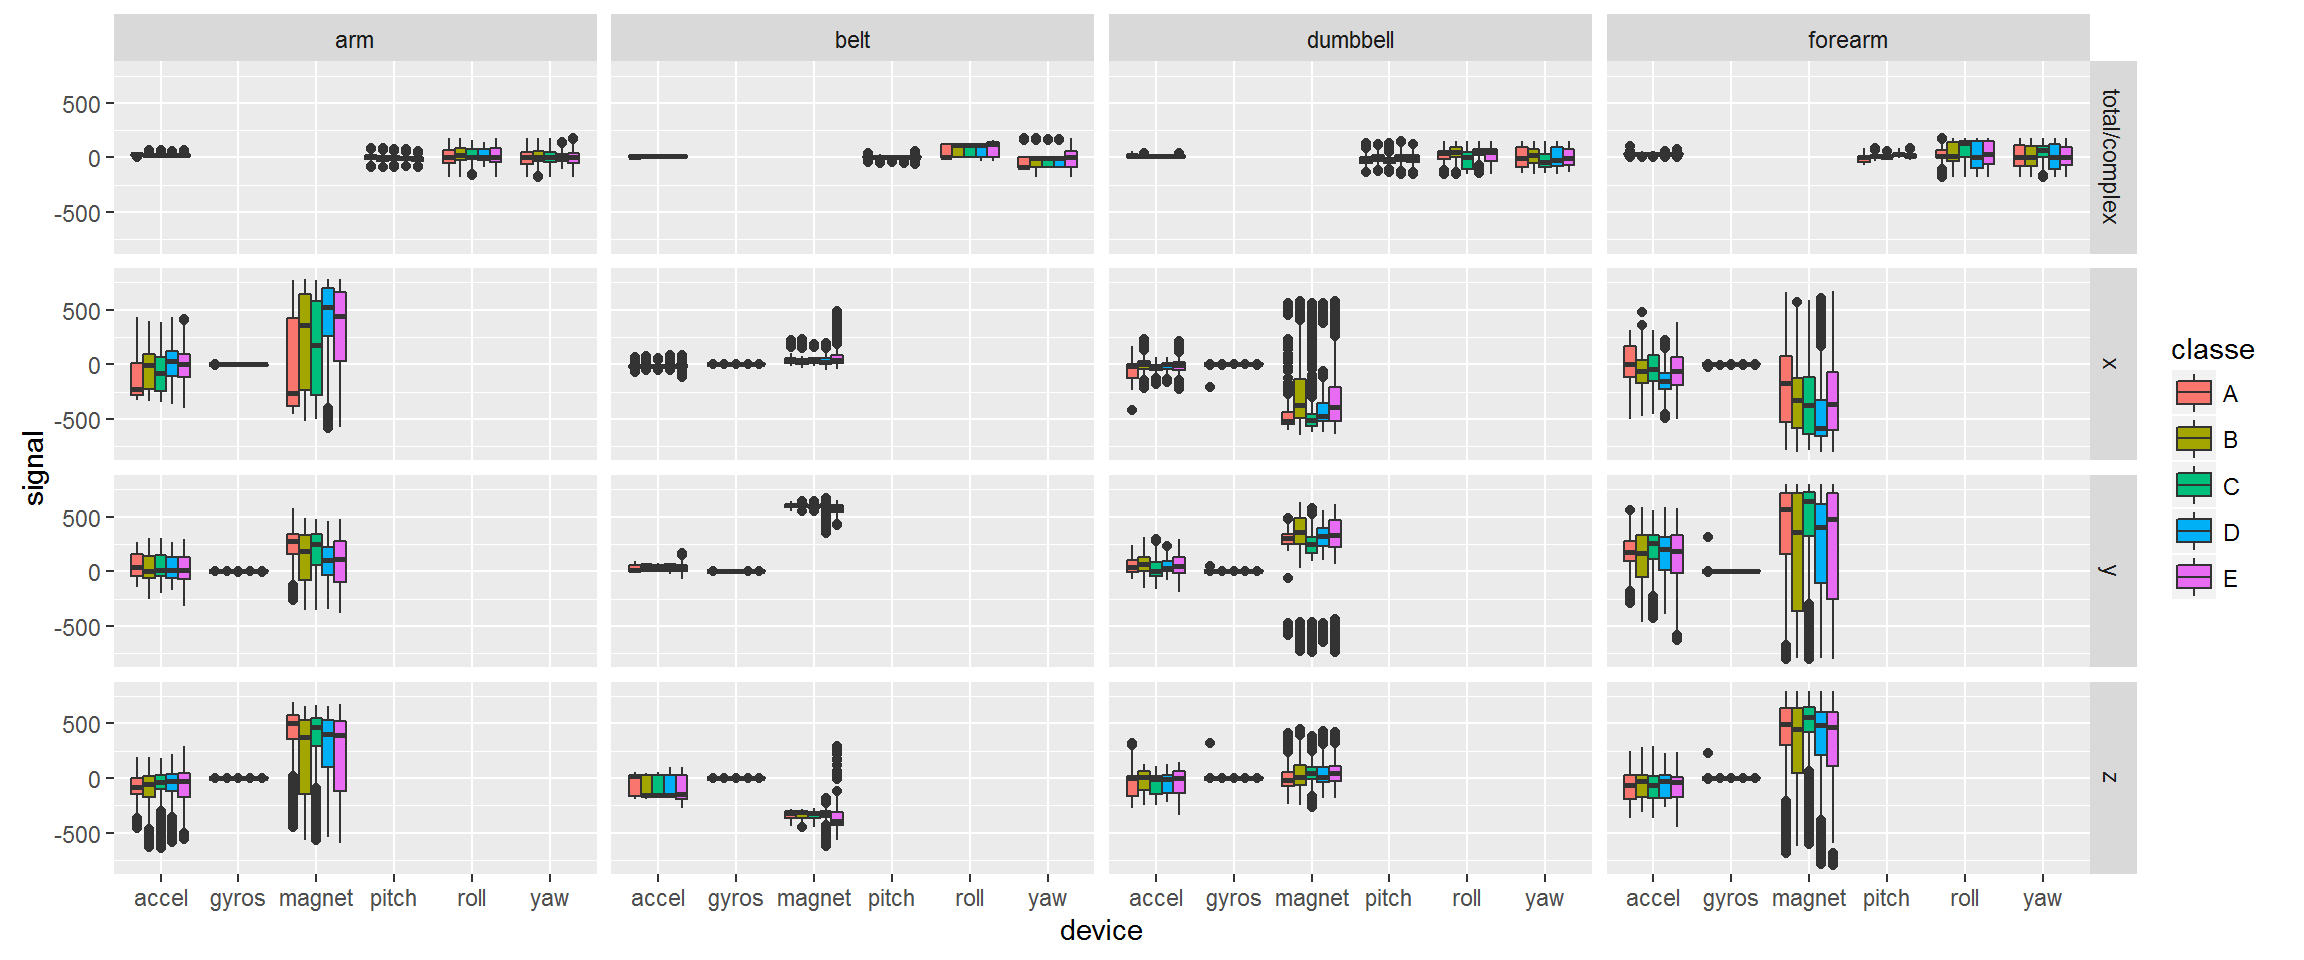 arm belt dumbbell forearm
500
0
-500
total/complex
500
0
-500
x
500
0
-500
y
500
0
-500
z
accel gyros magnet pitch roll yaw accel gyros magnet pitch roll yaw accel gyros magnet pitch roll yaw accel gyros magnet pitch roll yaw
device
signal
classe
A
B
C
D
E